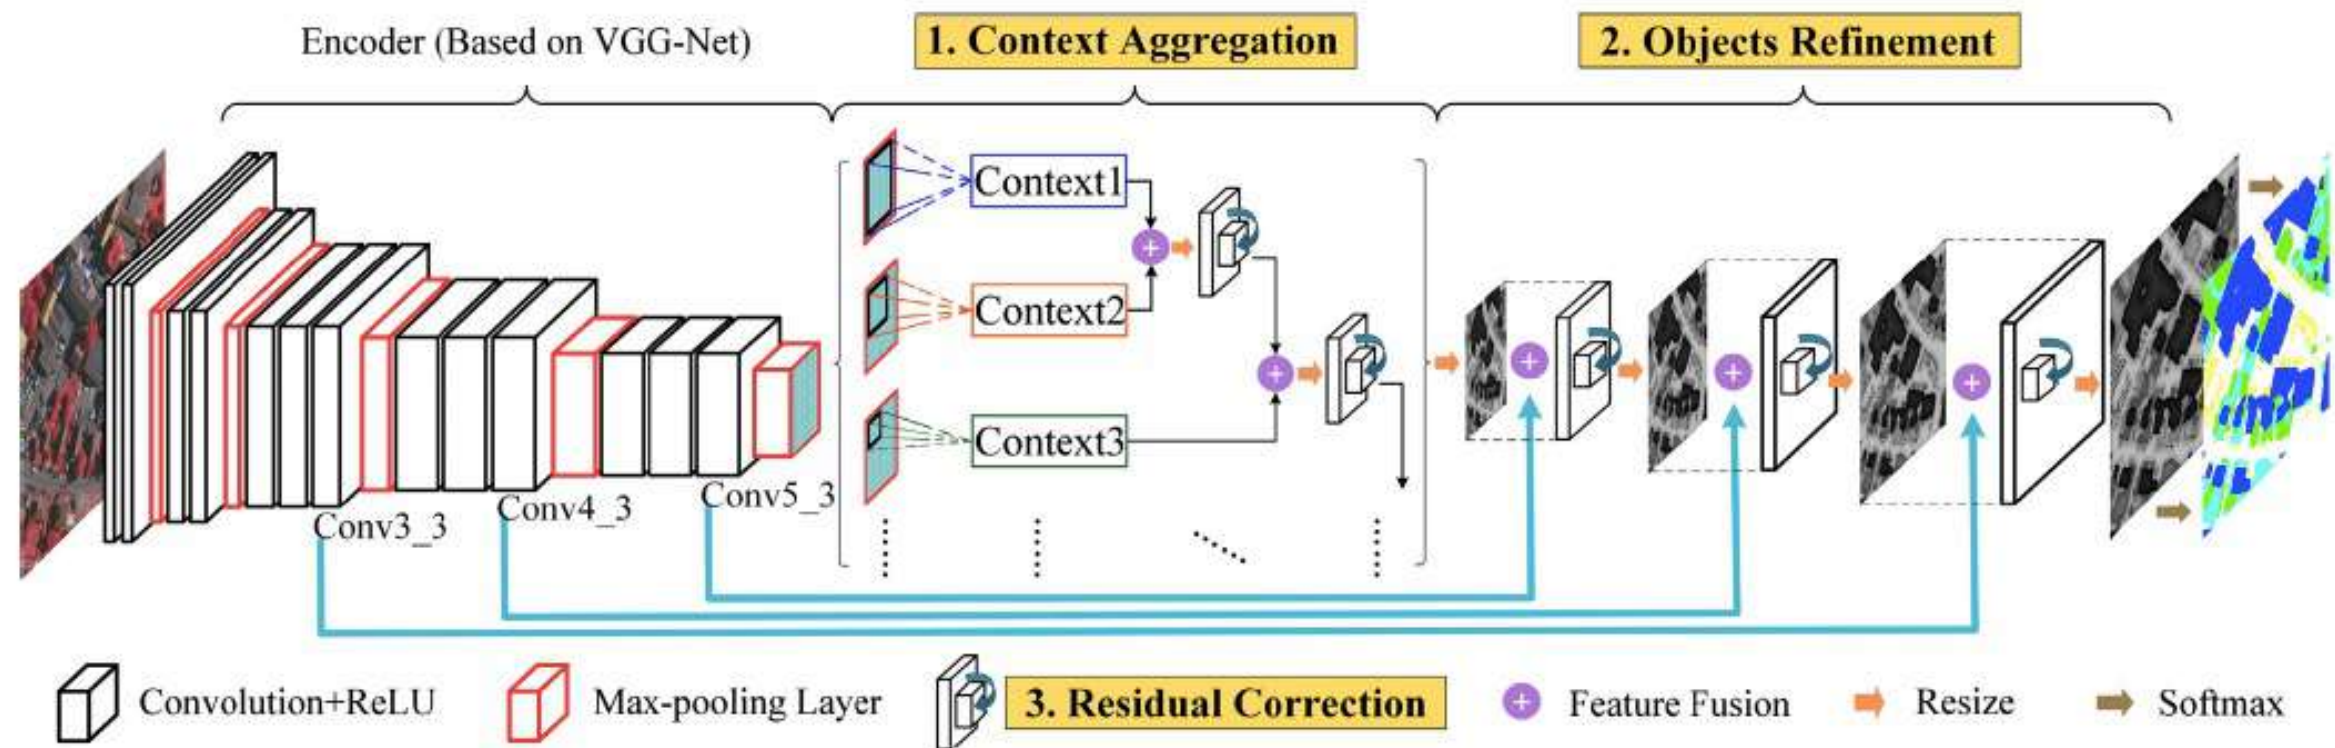 Encoder (Based on VGG-Net)
1. Context Aggregation
2. Objects Refinement
Context1
Context2
Context3
Conv3_3
Conv4_3
Conv5_3
Convolution+ReLU
Max-pooling Layer
3. Residual Correction
Feature Fusion
Resize
Softmax